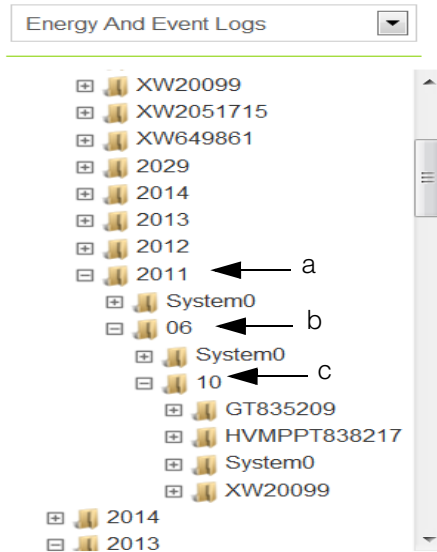 Energy And Event Logs
XW20099
XW2051715
XW649861
2029
2014
2013
2012
2011 a
System0
06 b
System0
10 c
GT835209
HVMPPT838217
System0
XW20099
2014
2013